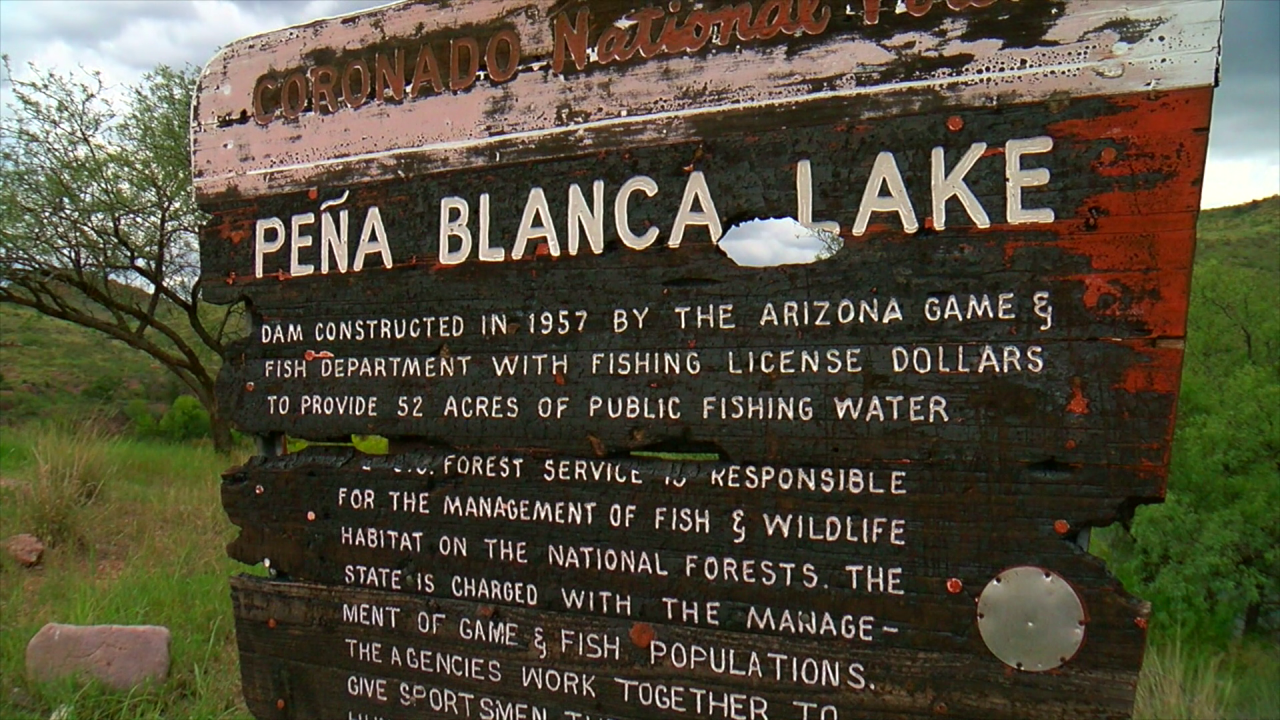 CORONADO National Forest
PEÑA BLANCA LAKE
DAM CONSTRUCTED IN 1957 BY THE ARIZONA GAME &
FISH DEPARTMENT WITH FISHING LICENSE DOLLARS
TO PROVIDE 52 ACRES OF PUBLIC FISHING WATER
FOREST SERVICE IS RESPONSIBLE
FOR THE MANAGEMENT OF FISH & WILDLIFE
HABITAT ON THE NATIONAL FORESTS. THE
STATE IS CHARGED WITH THE MANAGE-
MENT OF GAME & FISH POPULATIONS.
THE AGENCIES WORK TOGETHER TO
GIVE SPORTSMEN